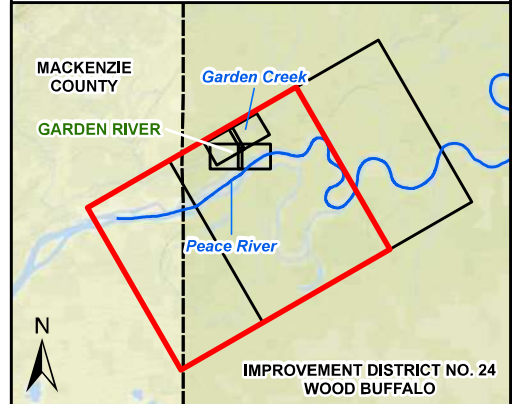 MACKENZIE
COUNTY
Garden Creek
GARDEN RIVER
Peace River
N
IMPROVEMENT DISTRICT NO. 24
WOOD BUFFALO